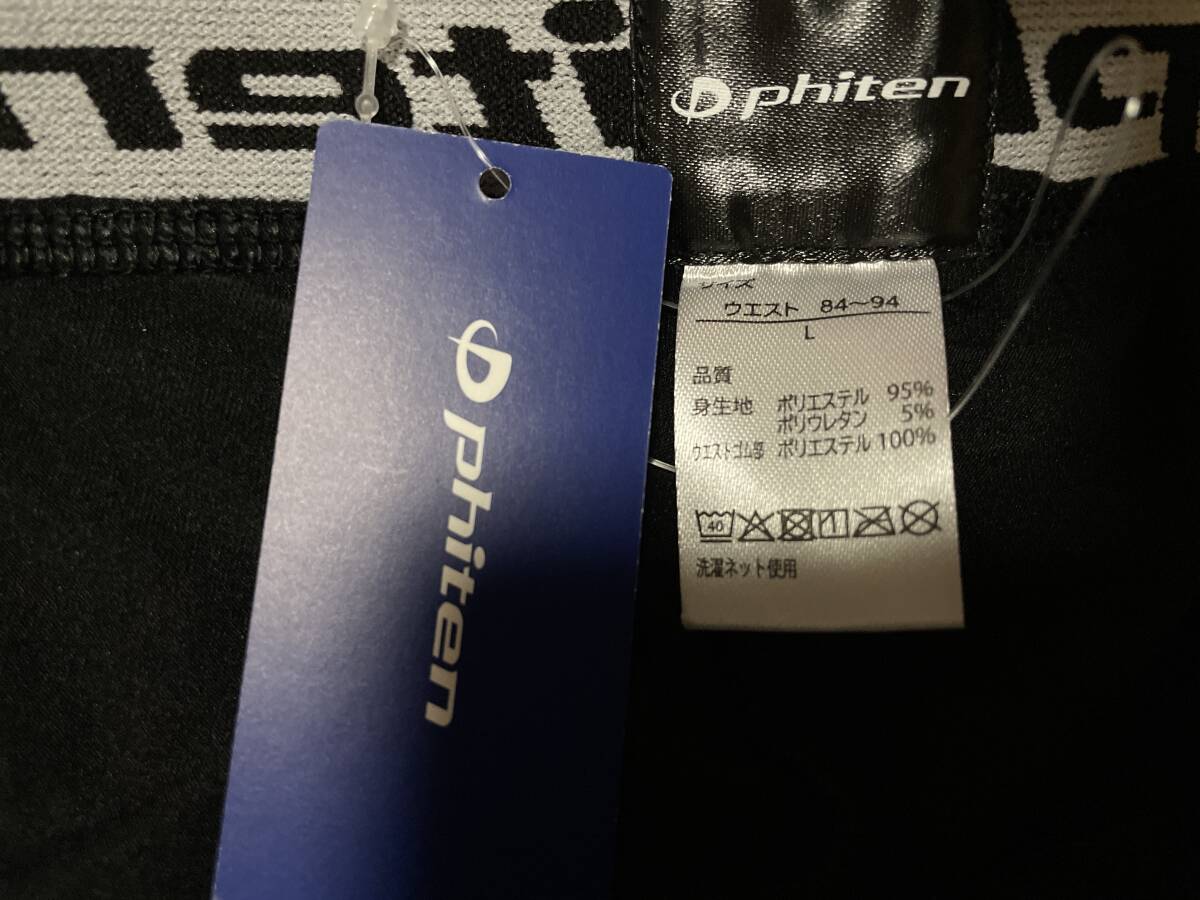 phiten
phiten
サイズ
ウエスト 84～94
L
品質
身生地 ポリエステル 95%
ポリウレタン 5%
ウエストゴム部 ポリエステル 100%
40
洗濯ネット使用